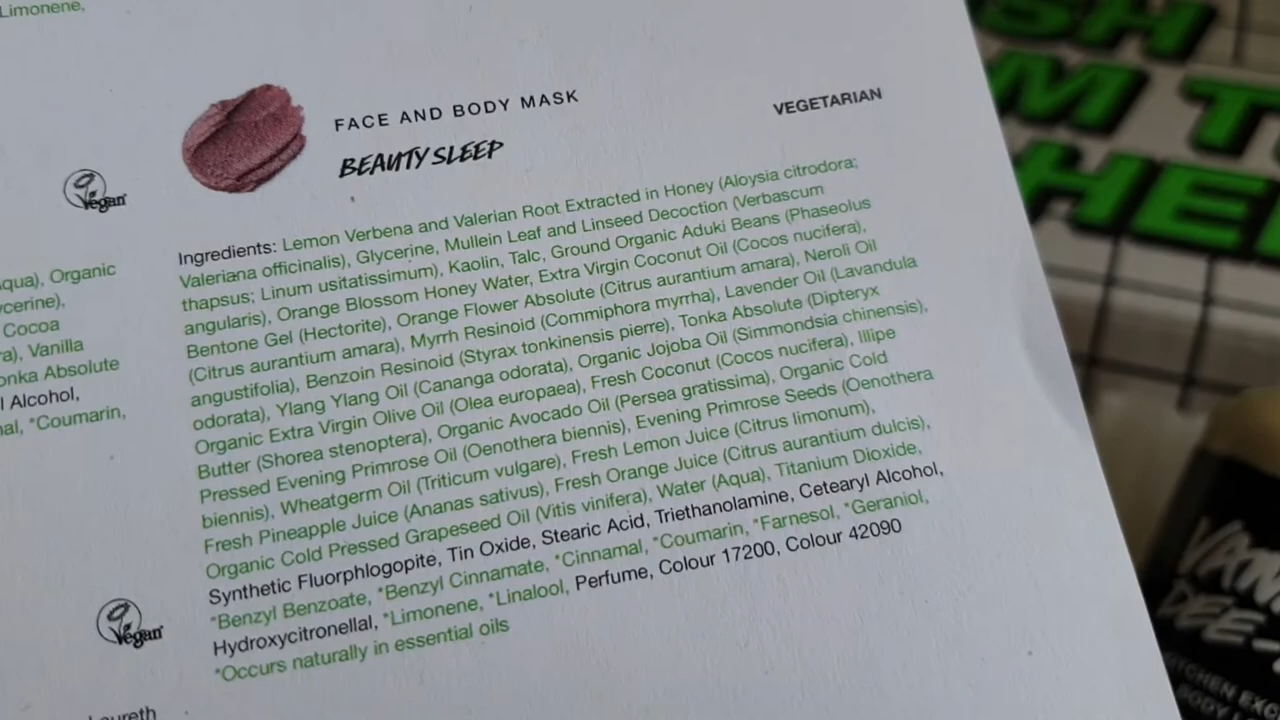 Limonene,
FACE AND BODY MASK
VEGETARIAN
BEAUTY SLEEP
Vegan
Ingredients: Lemon Verbena and Valerian Root Extracted in Honey (Aloysia citrodora;
Valeriana officinalis), Glycerine, Mullein Leaf and Linseed Decoction (Verbascum
thapsus; Linum usitatissimum), Kaolin, Talc, Ground Organic Aduki Beans (Phaseolus
angularis), Orange Blossom Honey Water, Extra Virgin Coconut Oil (Cocos nucifera),
Bentone Gel (Hectorite), Orange Flower Absolute (Citrus aurantium amara), Neroli Oil
(Citrus aurantium amara), Myrrh Resinoid (Commiphora myrrha), Lavender Oil (Lavandula
angustifolia), Benzoin Resinoid (Styrax tonkinensis pierre), Tonka Absolute (Dipteryx
odorata), Ylang Ylang Oil (Cananga odorata), Organic Jojoba Oil (Simmondsia chinensis),
Organic Extra Virgin Olive Oil (Olea europaea), Fresh Coconut (Cocos nucifera), Illipe
Butter (Shorea stenoptera), Organic Avocado Oil (Persea gratissima), Organic Cold
Pressed Evening Primrose Oil (Oenothera biennis), Evening Primrose Seeds (Oenothera
biennis), Wheatgerm Oil (Triticum vulgare), Fresh Lemon Juice (Citrus limonum),
Fresh Pineapple Juice (Ananas sativus), Fresh Orange Juice (Citrus aurantium dulcis),
Organic Cold Pressed Grapeseed Oil (Vitis vinifera), Water (Aqua), Titanium Dioxide,
Synthetic Fluorphlogopite, Tin Oxide, Stearic Acid, Triethanolamine, Cetearyl Alcohol,
*Benzyl Benzoate, *Benzyl Cinnamate, *Cinnamal, *Coumarin, *Farnesol, *Geraniol,
Hydroxycitronellal, *Limonene, *Linalool, Perfume, Colour 17200, Colour 42090
*Occurs naturally in essential oils
Organic
Cocoa
Vanilla
Absolute
Alcohol,
*Coumarin,
Vegan